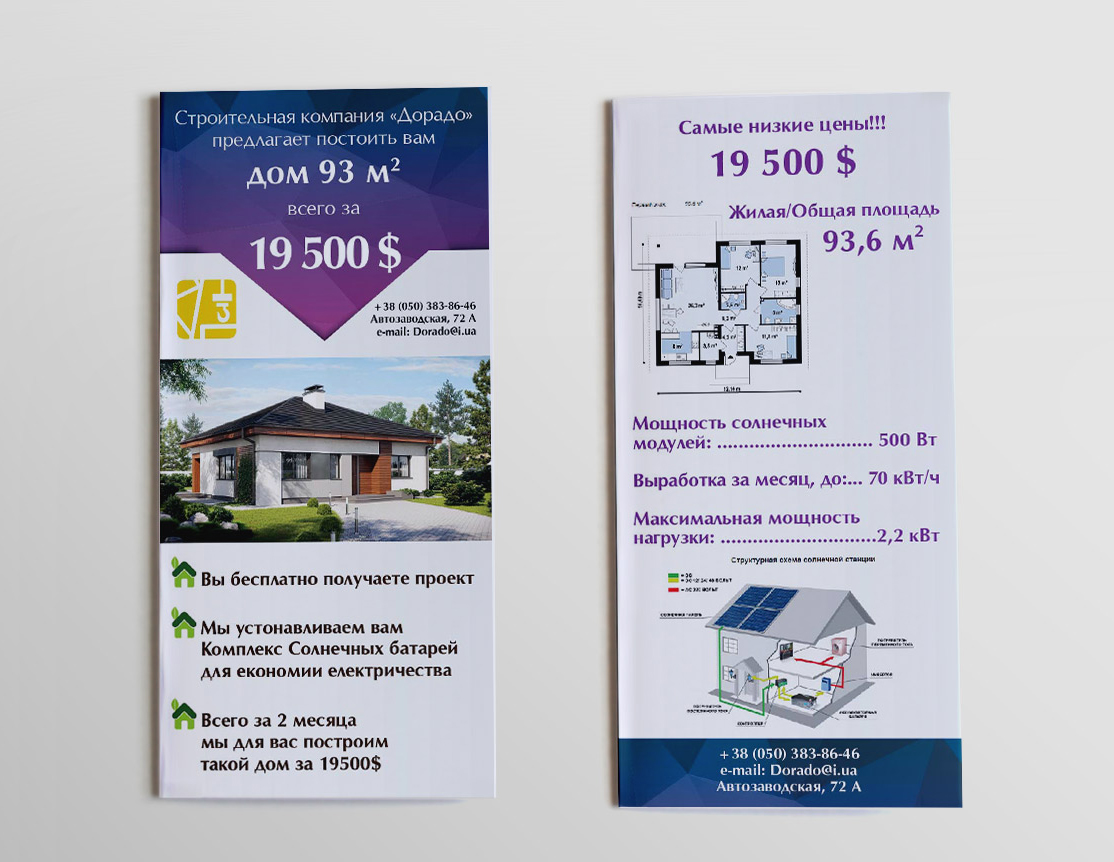 Строительная компания «Дорадо»
предлагает постоить вам
дом 93 м²
всего за
19 500 $
+38 (050) 383-86-46
Автозаводская, 72 А
e-mail: Dorado@i.ua
Вы бесплатно получаете проект
Мы устонавливаем вам
Комплекс Солнечных батарей
для економии електричества
Всего за 2 месяца
мы для вас построим
такой дом за 19500$
Самые низкие цены!!!
19 500 $
Жилая/Общая площадь
93,6 м²
12 m²
Мощность солнечных
модулей: ............................. 500 Вт
Выработка за месяц, до:... 70 кВт/ч
Максимальная мощность
нагрузки: .............................2,2 кВт
Структурная схема солнечной станции
+38 (050) 383-86-46
e-mail: Dorado@i.ua
Автозаводская, 72 А